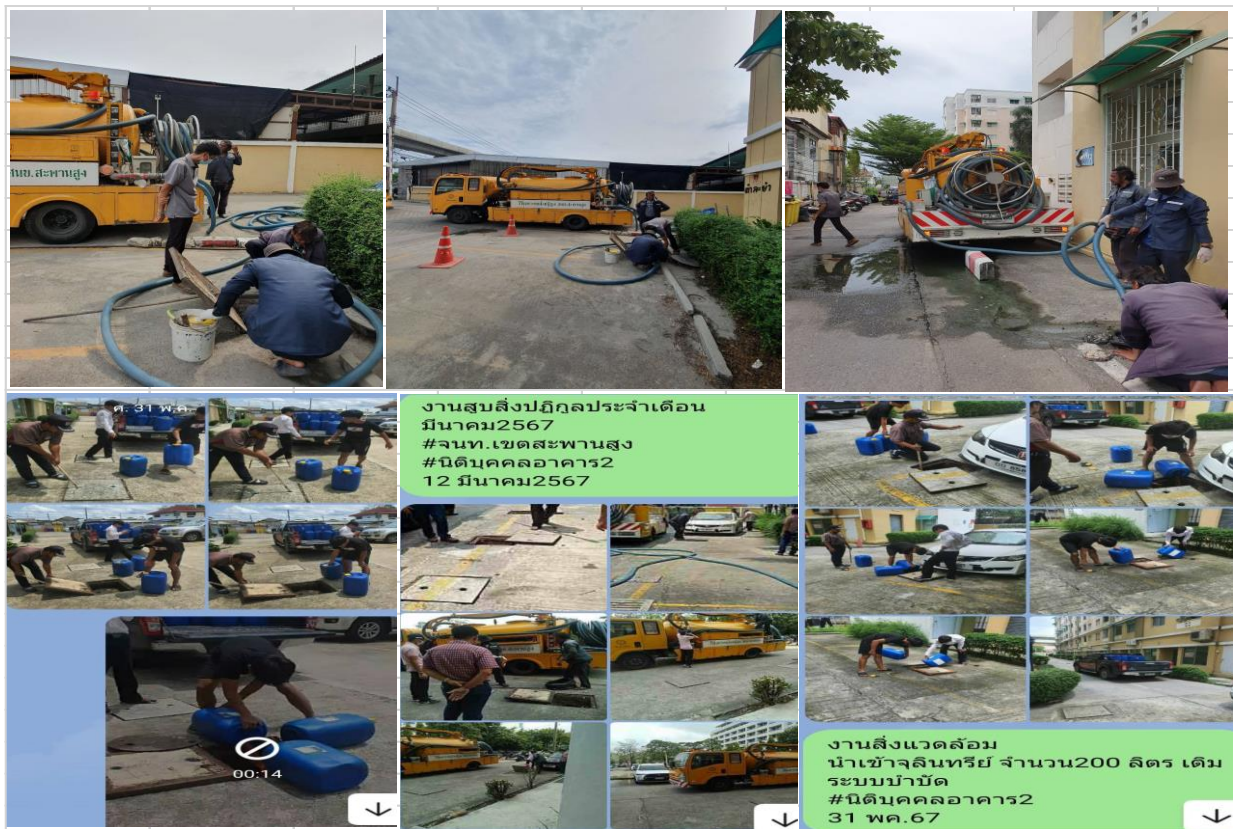 สนข.สะพานสูง
ศ. 31 พ.ค.
งานสูบสิ่งปฏิกูลประจำเดือน
มีนาคม2567
#จนท.เขตสะพานสูง
#นิติบุคคลอาคาร2
12 มีนาคม2567
00:14
งานสิ่งแวดล้อม
นำเข้าจุลินทรีย์ จำนวน200 ลิตร เติม
ระบบบำบัด
#นิติบุคคลอาคาร2
31 พค.67